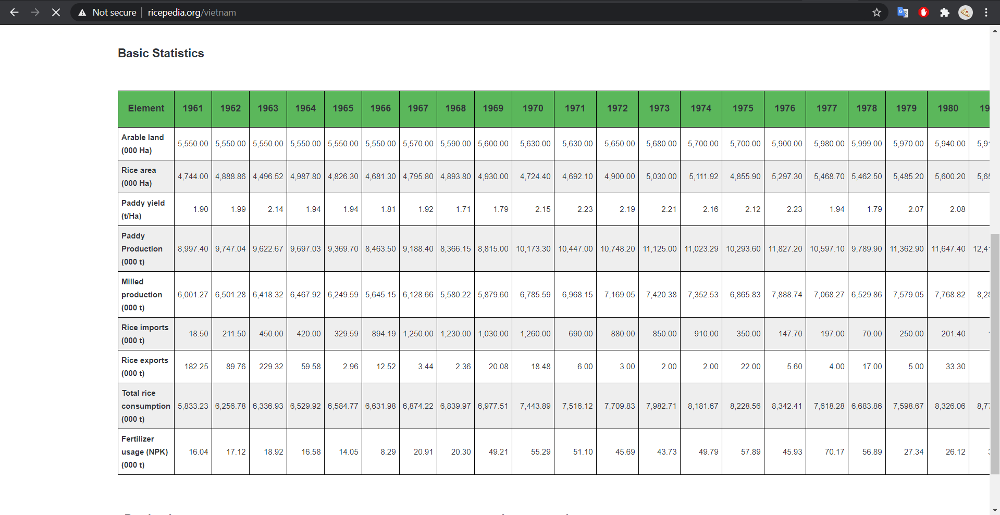 Not secure | ricepedia.org/vietnam
Basic Statistics
Element 1961 1962 1963 1964 1965 1966 1967 1968 1969 1970 1971 1972 1973 1974 1975 1976 1977 1978 1979 1980 19
Arable land
(000 Ha) 5,550.00 5,550.00 5,550.00 5,550.00 5,550.00 5,550.00 5,570.00 5,590.00 5,600.00 5,630.00 5,630.00 5,650.00 5,680.00 5,700.00 5,700.00 5,900.00 5,980.00 5,999.00 5,970.00 5,940.00 5,9
Rice area
(000 Ha) 4,744.00 4,888.86 4,496.52 4,987.80 4,826.30 4,681.30 4,795.80 4,893.80 4,930.00 4,724.40 4,692.10 4,900.00 5,030.00 5,111.92 4,855.90 5,297.30 5,468.70 5,462.50 5,485.20 5,600.20 5,6
Paddy yield
(t/Ha) 1.90 1.99 2.14 1.94 1.94 1.81 1.92 1.71 1.79 2.15 2.23 2.19 2.21 2.16 2.12 2.23 1.94 1.79 2.07 2.08
Paddy
Production
(000 t) 8,997.40 9,747.04 9,622.67 9,697.03 9,369.70 8,463.50 9,188.40 8,366.15 8,815.00 10,173.30 10,447.00 10,748.20 11,125.00 11,023.29 10,293.60 11,827.20 10,597.10 9,789.90 11,362.90 11,647.40 12,4
Milled
production
(000 t) 6,001.27 6,501.28 6,418.32 6,467.92 6,249.59 5,645.15 6,128.66 5,580.22 5,879.60 6,785.59 6,968.15 7,169.05 7,420.38 7,352.53 6,865.83 7,888.74 7,068.27 6,529.86 7,579.05 7,768.82 8,2
Rice imports
(000 t) 18.50 211.50 450.00 420.00 329.59 894.19 1,250.00 1,230.00 1,030.00 1,260.00 690.00 880.00 850.00 910.00 350.00 147.70 197.00 70.00 250.00 201.40
Rice exports
(000 t) 182.25 89.76 229.32 59.58 2.96 12.52 3.44 2.36 20.08 18.48 6.00 3.00 2.00 2.00 22.00 5.60 4.00 17.00 5.00 33.30
Total rice
consumption
(000 t) 5,833.23 6,256.78 6,336.93 6,529.92 6,584.77 6,631.98 6,874.22 6,839.97 6,977.51 7,443.89 7,516.12 7,709.83 7,982.71 8,181.67 8,228.56 8,342.41 7,618.28 6,683.86 7,598.67 8,326.06 8,7
Fertilizer
usage (NPK)
(000 t) 16.04 17.12 18.92 16.58 14.05 8.29 20.91 20.30 49.21 55.29 51.10 45.69 43.73 49.79 57.89 45.93 70.17 56.89 27.34 26.12